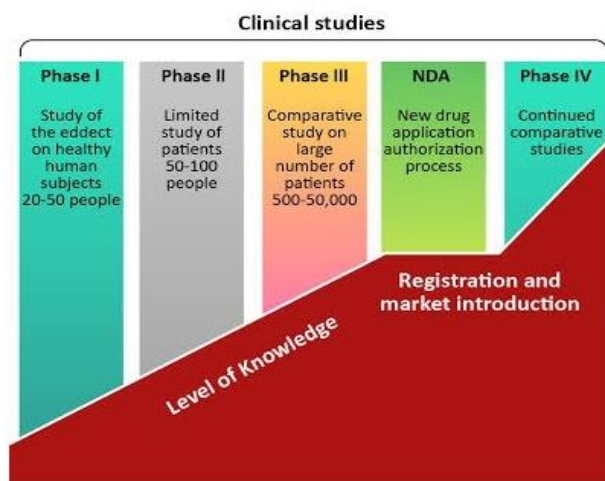 Clinical studies
Phase I
Study of
the eddect
on healthy
human
subjects
20-50 people
Phase II
Limited
study of
patients
50-100
people
Phase III
Comparative
study on
large
number of
patients
500-50,000
NDA
New drug
application
authorization
process
Phase IV
Continued
comparative
studies
Level of Knowledge
Registration and
market introduction